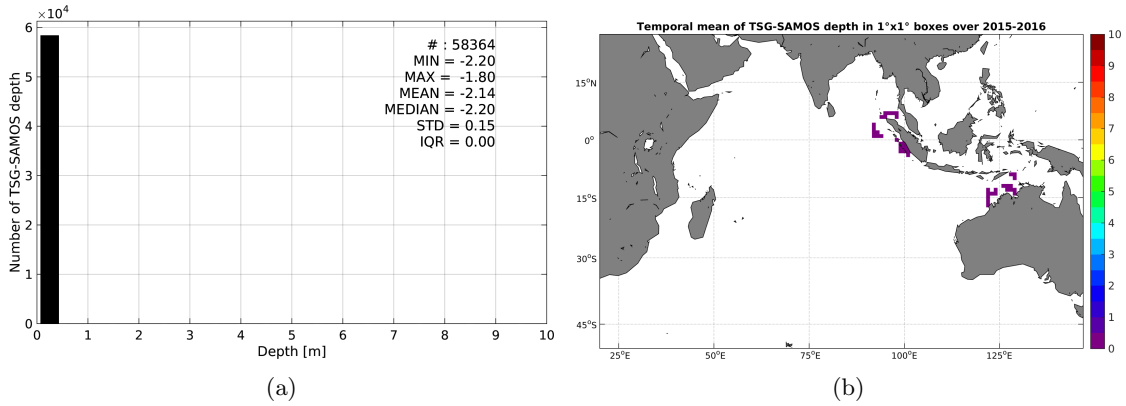 ×10⁴
6
5
4
3
2
1
0
Number of TSG-SAMOS depth
# : 58364
MIN = -2.20
MAX = -1.80
MEAN = -2.14
MEDIAN = -2.20
STD = 0.15
IQR = 0.00
0 1 2 3 4 5 6 7 8 9 10
Depth [m]
(a)
Temporal mean of TSG-SAMOS depth in 1°x1° boxes over 2015-2016
15°N
0°
15°S
30°S
45°S
25°E 50°E 75°E 100°E 125°E
10
9
8
7
6
5
4
3
2
1
0
(b)